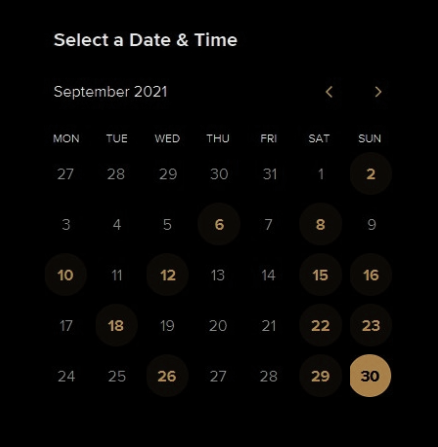 Select a Date & Time
September 2021
MON TUE WED THU FRI SAT SUN
27 28 29 30 31 1 2
3 4 5 6 7 8 9
10 11 12 13 14 15 16
17 18 19 20 21 22 23
24 25 26 27 28 29 30